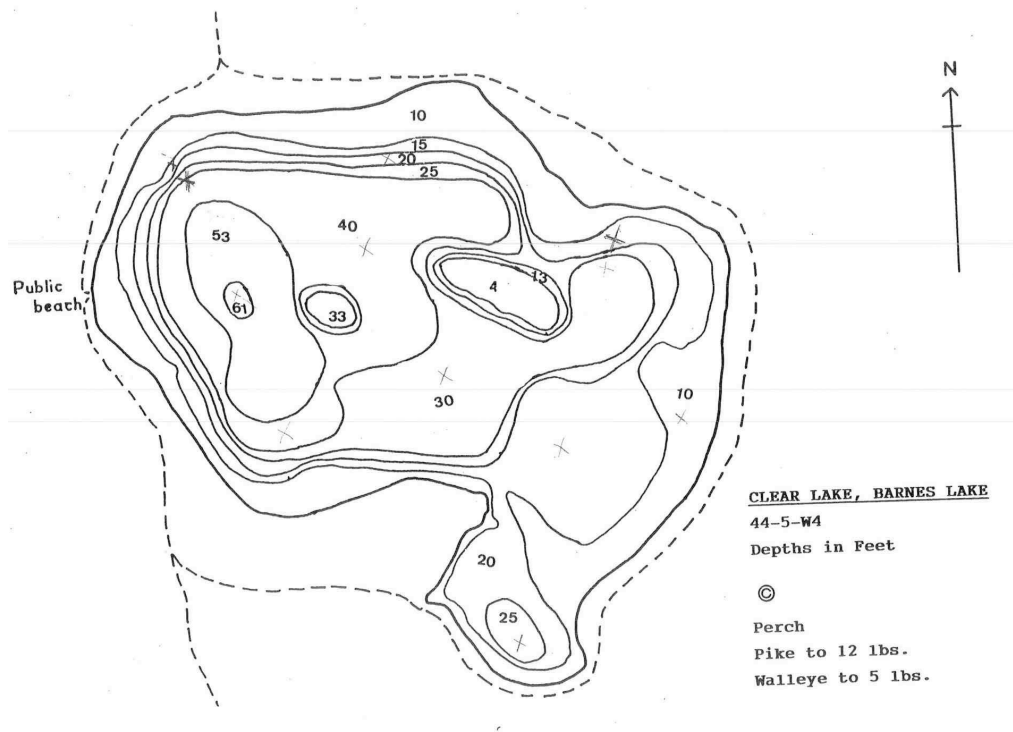 N
10
15
20
25
40
53
13
4
61
33
Public
beach
30
10
20
25
CLEAR LAKE, BARNES LAKE
44-5-W4
Depths in Feet
©
Perch
Pike to 12 lbs.
Walleye to 5 lbs.